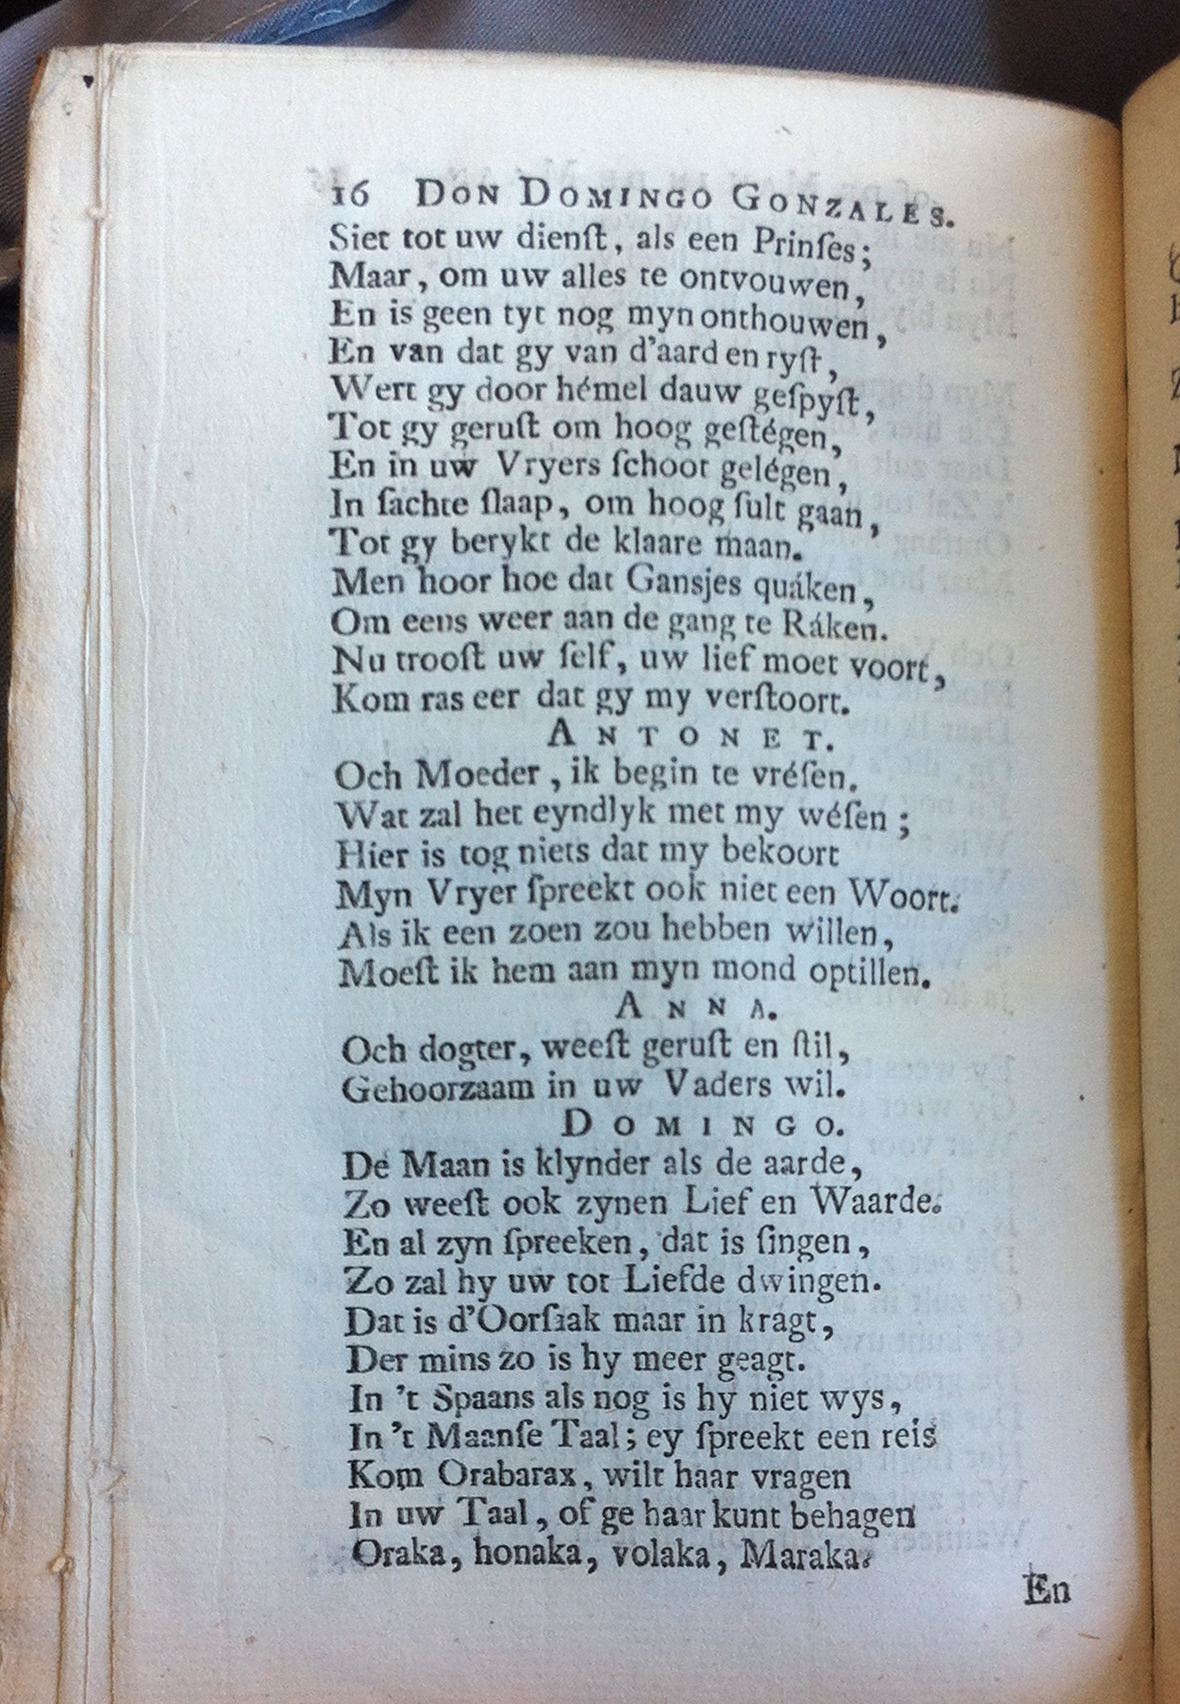 16 DON DOMINGO GONZALES.
Siet tot uw dienſt, als een Prinſes;
Maar, om uw alles te ontvouwen,
En is geen tyt nog myn onthouwen,
En van dat gy van d'aard en ryſt,
Wert gy door hémel dauw geſpyſt,
Tot gy geruſt om hoog geſtégen,
En in uw Vryers ſchoot gelégen,
In ſachte ſlaap, om hoog ſult gaan,
Tot gy berykt de klaare maan.
Men hoor hoe dat Gansjes quáken,
Om eens weer aan de gang te Ráken.
Nu trooſt uw ſelf, uw lief moet voort,
Kom ras eer dat gy my verſtoort.
ANTONET.
Och Moeder, ik begin te vréſen.
Wat zal het eyndlyk met my wéſen;
Hier is tog niets dat my bekoort
Myn Vryer ſpreekt ook niet een Woort.
Als ik een zoen zou hebben willen,
Moeſt ik hem aan myn mond optillen.
ANNA.
Och dogter, weeſt geruſt en ſtil,
Gehoorzaam in uw Vaders wil.
DOMINGO.
De Maan is klynder als de aarde,
Zo weeſt ook zynen Lief en Waarde.
En al zyn ſpreeken, dat is ſingen,
Zo zal hy uw tot Liefde dwingen.
Dat is d'Oorſaak maar in kragt,
Der mins zo is hy meer geagt.
In 't Spaans als nog is hy niet wys,
In 't Maanſe Taal; ey ſpreekt een reis
Kom Orabarax, wilt haar vragen
In uw Taal, of ge haar kunt behagen
Oraka, honaka, volaka, Maraka.
En